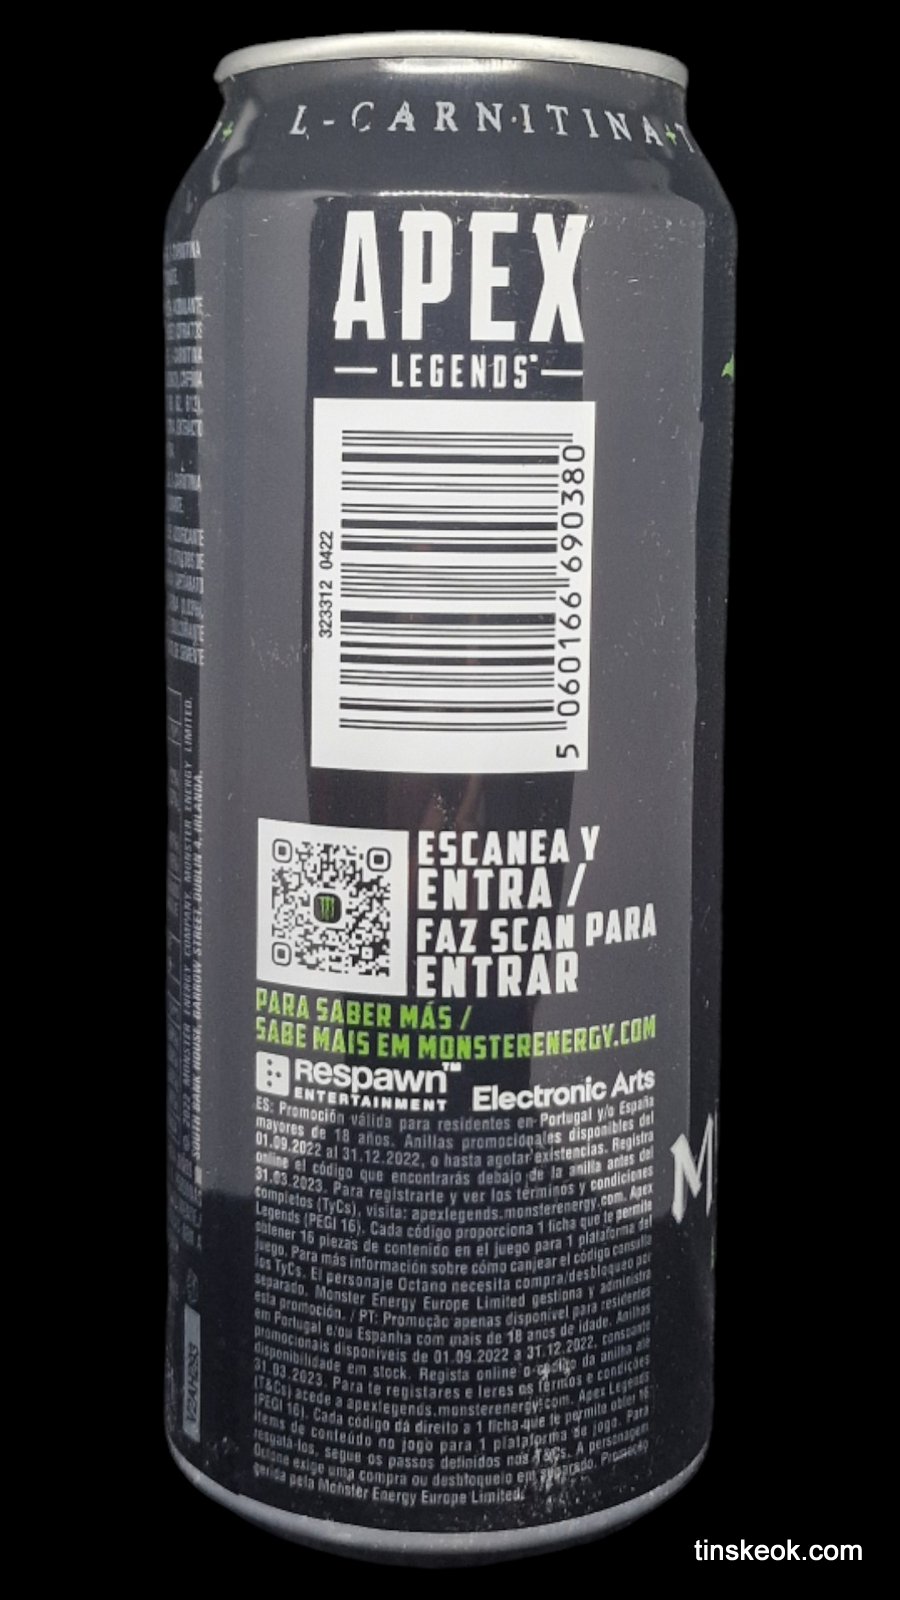 L-CARNITINA+T
APEX
LEGENDS™
323312 0422
5 060166 690380
ESCANEA Y
ENTRA /
FAZ SCAN PARA
ENTRAR
PARA SABER MÁS /
SABE MAIS EM MONSTERENERGY.COM
Respawn™
ENTERTAINMENT
Electronic Arts
ES: Promoción válida para residentes en Portugal y/o España
mayores de 18 años. Anillas promocionales disponibles del
01.09.2022 al 31.12.2022, o hasta agotar existencias. Registra
online el código que encontrarás debajo de la anilla antes del
31.03.2023. Para registrarte y ver los términos y condiciones
completos (TyCs), visita: apexlegends.monsterenergy.com. Apex
Legends (PEGI 16). Cada código proporciona 1 ficha que te permite
obtener 16 piezas de contenido en el juego para 1 plataforma del
juego. Para más información sobre cómo canjear el código consulta
los TyCs. El personaje Octano necesita compra/desbloqueo por
separado. Monster Energy Europe Limited gestiona y administra
esta promoción. / PT: Promoção apenas disponível para residentes
em Portugal e/ou Espanha com mais de 18 anos de idade. Anilhas
promocionais disponíveis de 01.09.2022 a 31.12.2022, consoante
disponibilidade em stock. Regista online o código da anilha até
31.03.2023. Para te registares e leres os termos e condições
(T&Cs) acede a apexlegends.monsterenergy.com. Apex Legends
(PEGI 16). Cada código dá direito a 1 ficha que te permite obter 16
itens de conteúdo no jogo para 1 plataforma de jogo. Para
resgatá-los, segue os passos definidos nos T&Cs. A personagem
Octane exige uma compra ou desbloqueio em separado. Promoção
gerida pela Monster Energy Europe Limited.
© 2022 MONSTER ENERGY COMPANY. MONSTER ENERGY LIMITED.
SOUTH BANK HOUSE, BARROW STREET, DUBLIN 4, IRLANDA.
M
tinskeok.com